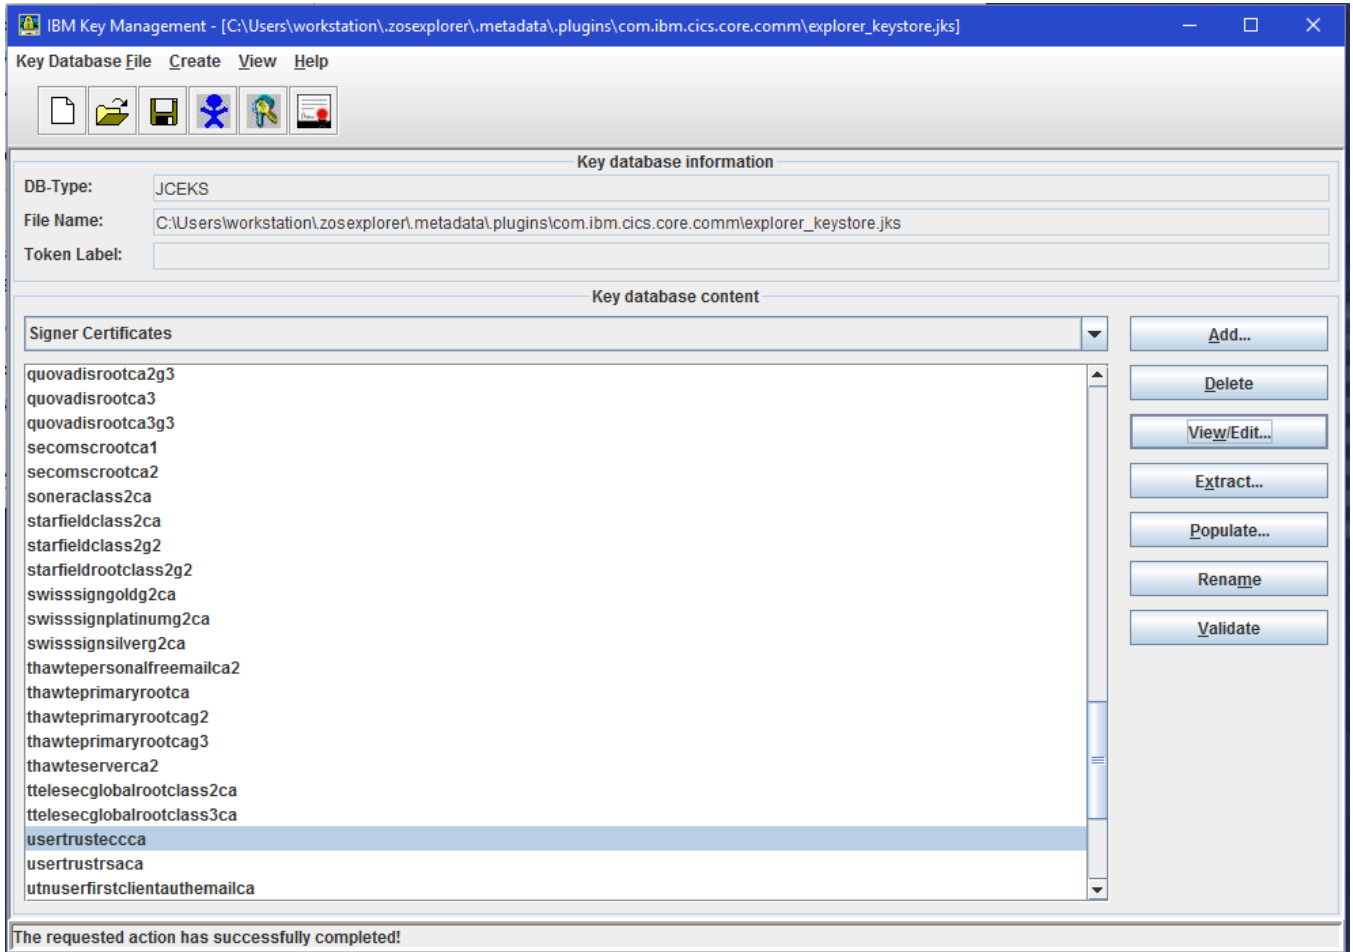 IBM Key Management - [C:\Users\workstation\.zosexplorer\.metadata\.plugins\com.ibm.cics.core.comm\explorer_keystore.jks]
Key Database File Create View Help
Key database information
DB-Type: JCEKS
File Name: C:\Users\workstation\.zosexplorer\.metadata\.plugins\com.ibm.cics.core.comm\explorer_keystore.jks
Token Label:
Key database content
Signer Certificates
Add...
quovadisrootca2g3
Delete
quovadisrootca3
quovadisrootca3g3
View/Edit...
secomscrootca1
secomscrootca2
Extract...
soneraclass2ca
starfieldclass2ca
Populate...
starfieldclass2g2
starfieldrootclass2g2
Rename
swisssigngoldg2ca
swisssignplatinumg2ca
Validate
swisssignsilverg2ca
thawtepersonalfreemailca2
thawteprimaryrootca
thawteprimaryrootcag2
thawteprimaryrootcag3
thawteserverca2
ttelesecglobalrootclass2ca
ttelesecglobalrootclass3ca
usertrusteccca
usertrustrsaca
utnuserfirstclientauthemailca
The requested action has successfully completed!